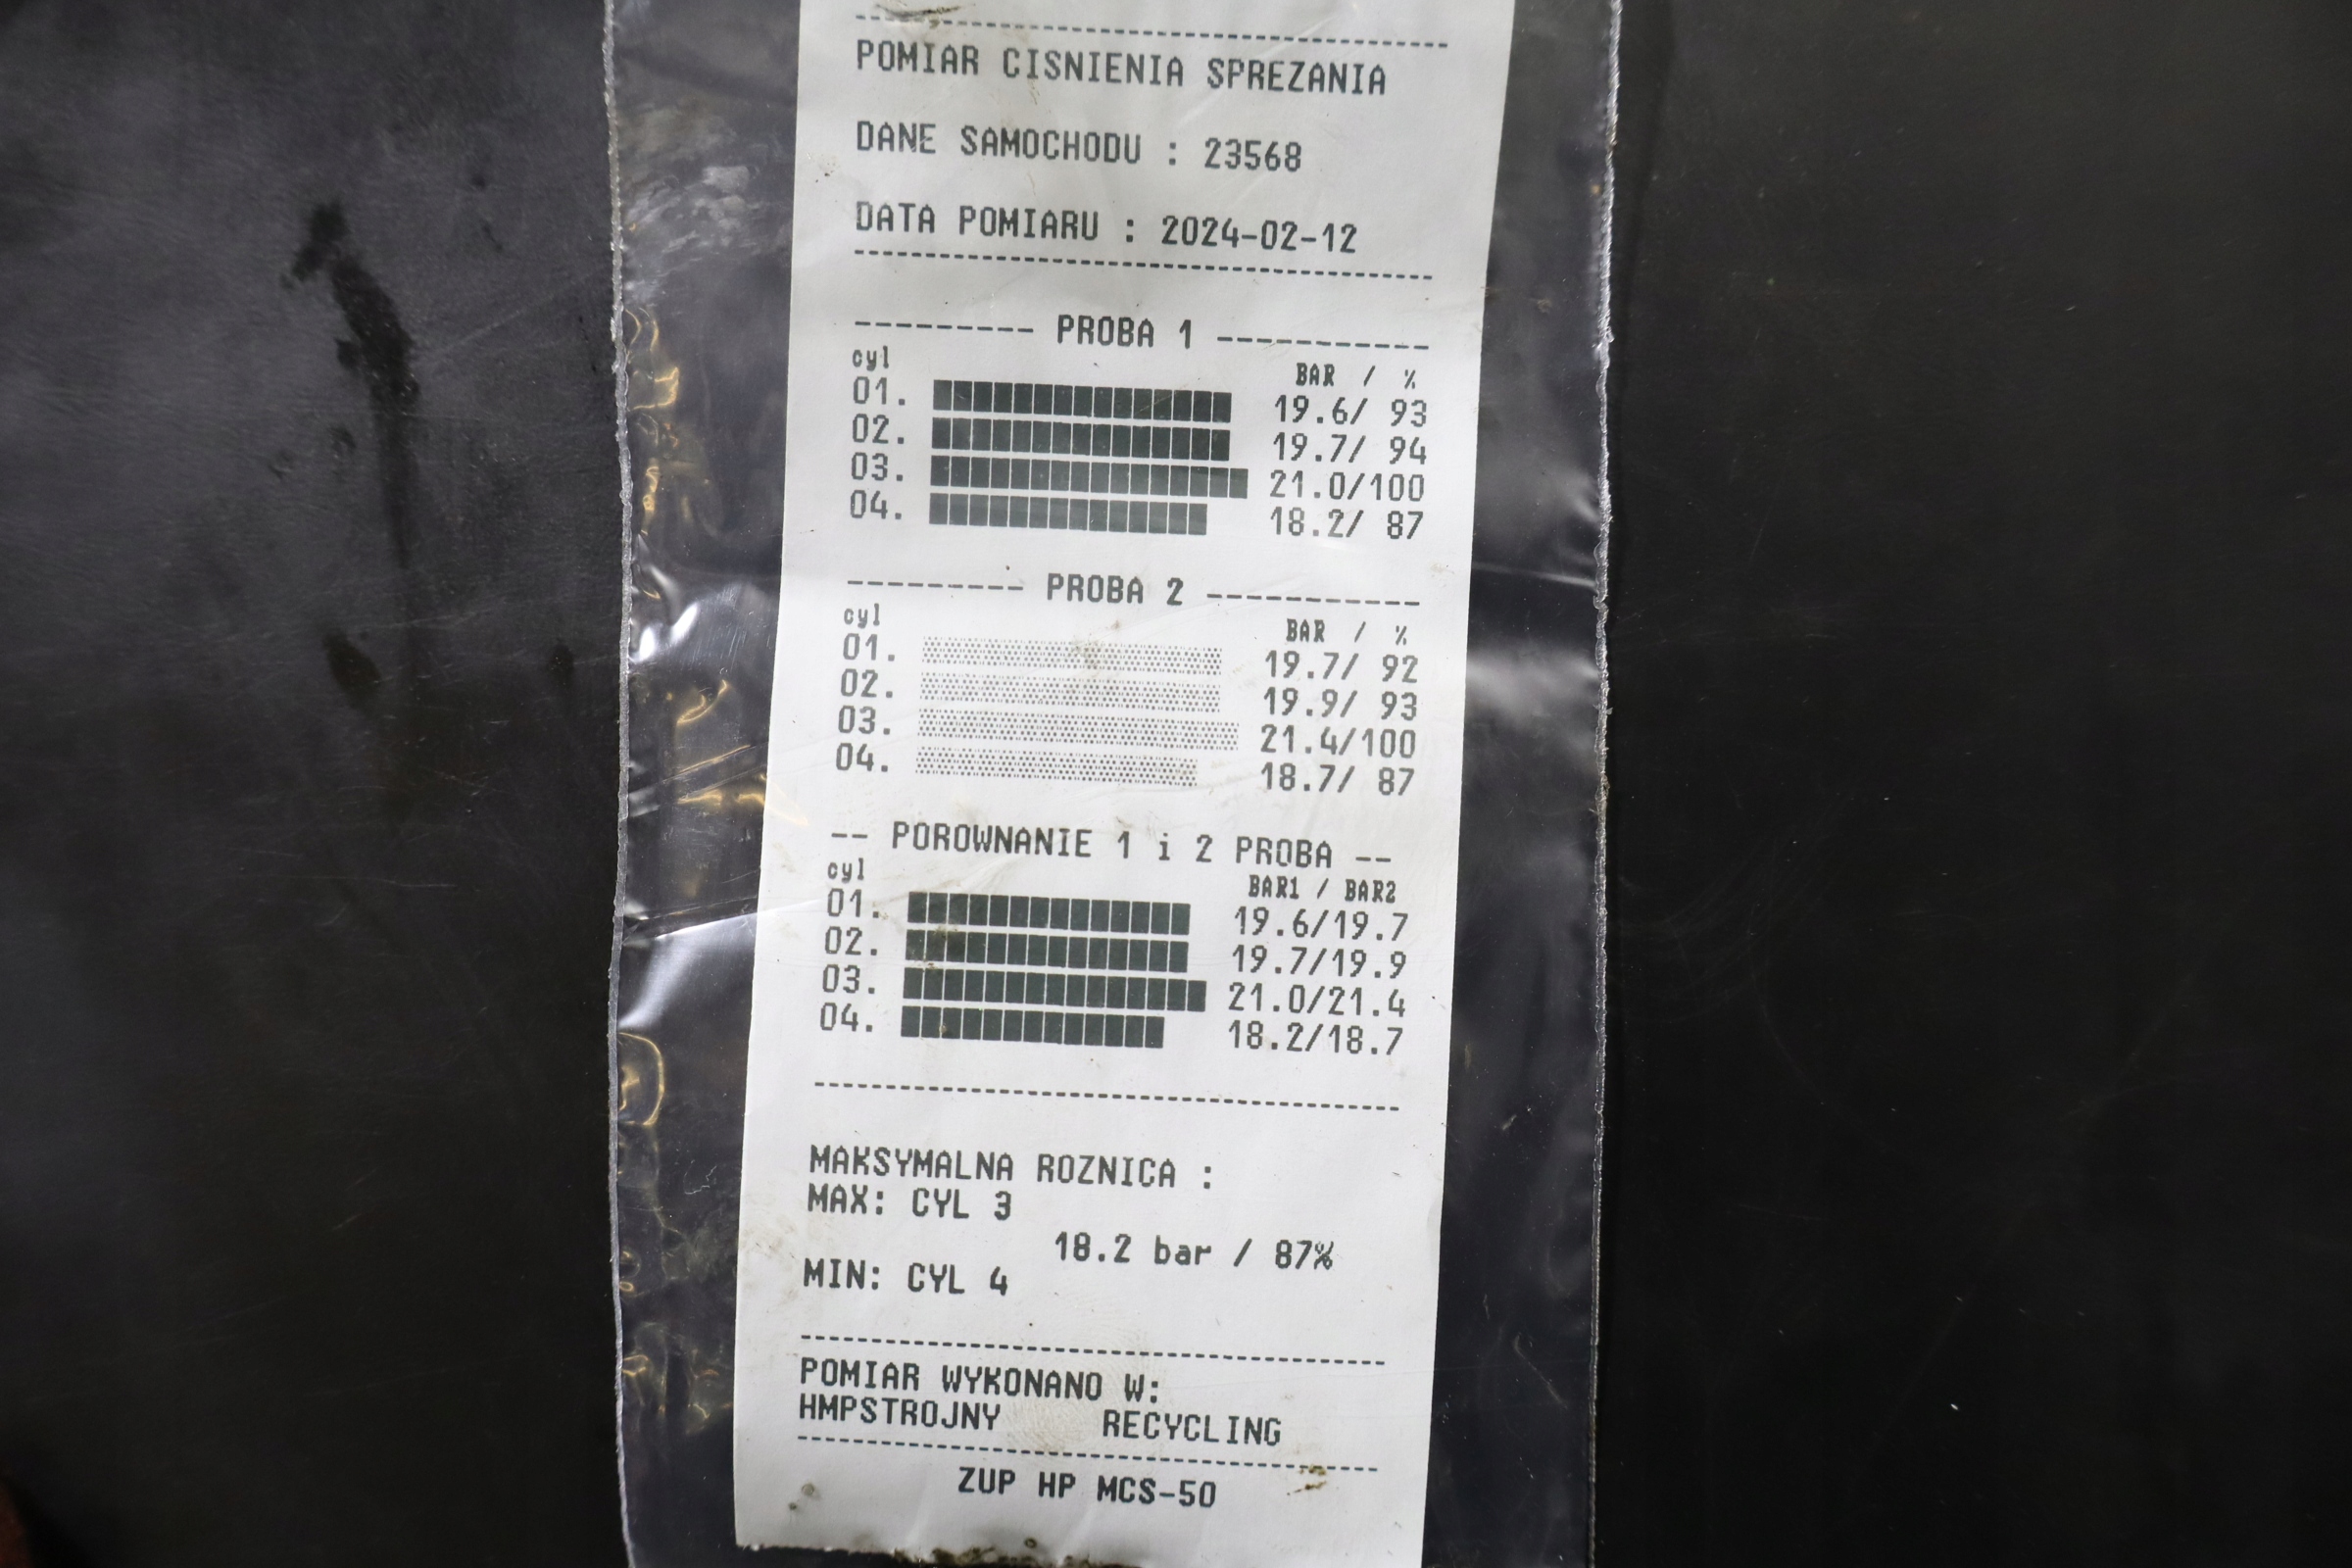 POMIAR CISNIENIA SPREZANIA
DANE SAMOCHODU : 23568
DATA POMIARU : 2024-02-12
--------- PROBA 1 -----------
cyl BAR / %
01. 19.6/ 93
02. 19.7/ 94
03. 21.0/100
04. 18.2/ 87
--------- PROBA 2 -----------
cyl BAR / %
01. 19.7/ 92
02. 19.9/ 93
03. 21.4/100
04. 18.7/ 87
-- POROWNANIE 1 i 2 PROBA --
cyl BAR1 / BAR2
01. 19.6/19.7
02. 19.7/19.9
03. 21.0/21.4
04. 18.2/18.7
MAKSYMALNA ROZNICA :
MAX: CYL 3
18.2 bar / 87%
MIN: CYL 4
POMIAR WYKONANO W:
HMPSTROJNY RECYCLING
ZUP HP MCS-50